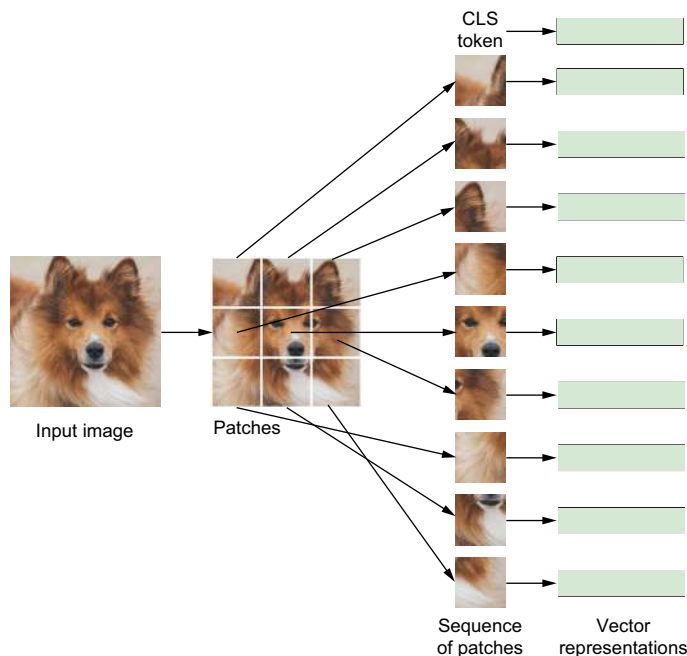 CLS
token
Input image
Patches
Sequence
of patches
Vector
representations